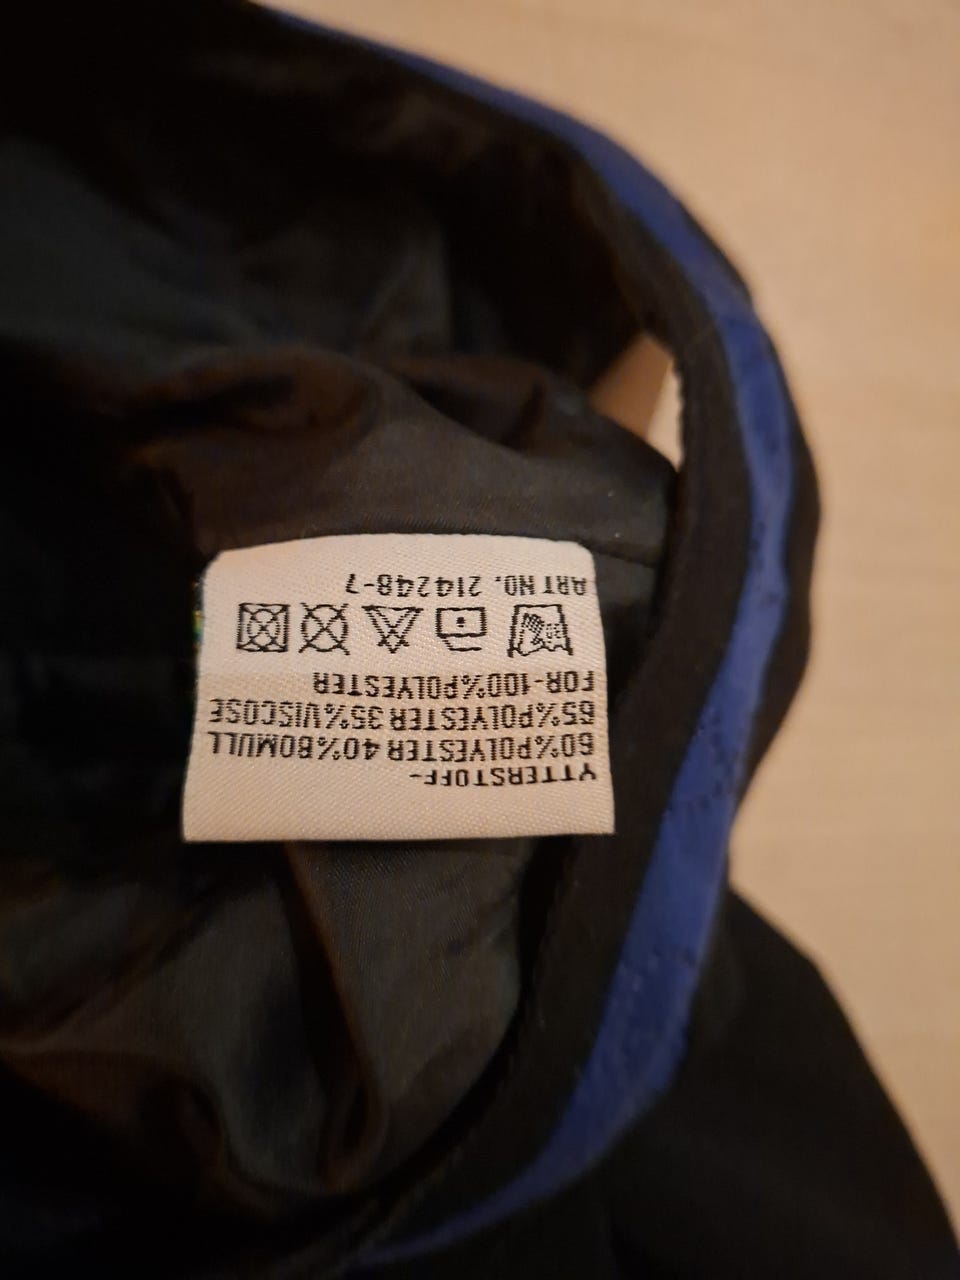 YTTERSTOFF-
60%POLYESTER 40%BOMULL
65%POLYESTER 35%VISCOSE
FOR-100%POLYESTER
ART NO. 214248-7